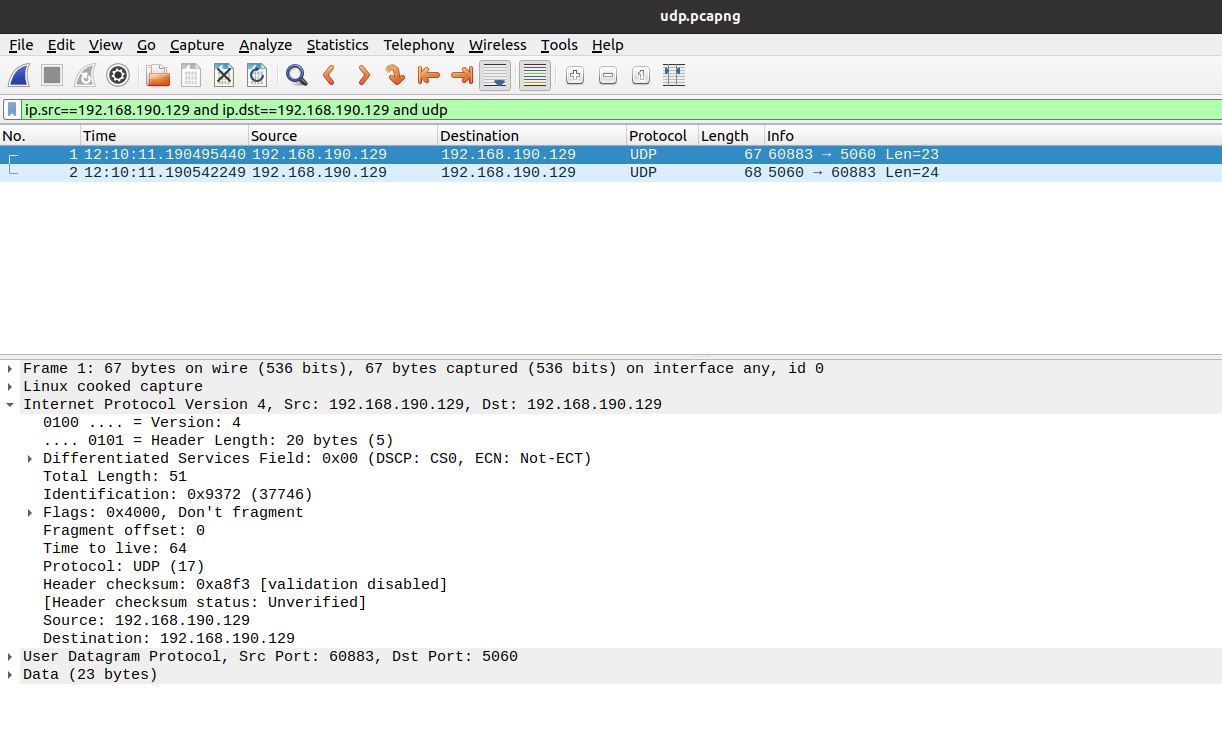 udp.pcapng
File Edit View Go Capture Analyze Statistics Telephony Wireless Tools Help
ip.src==192.168.190.129 and ip.dst==192.168.190.129 and udp
No. Time Source Destination Protocol Length Info
1 12:10:11.190495440 192.168.190.129 192.168.190.129 UDP 67 60883 → 5060 Len=23
2 12:10:11.190542249 192.168.190.129 192.168.190.129 UDP 68 5060 → 60883 Len=24
Frame 1: 67 bytes on wire (536 bits), 67 bytes captured (536 bits) on interface any, id 0
Linux cooked capture
Internet Protocol Version 4, Src: 192.168.190.129, Dst: 192.168.190.129
0100 .... = Version: 4
.... 0101 = Header Length: 20 bytes (5)
Differentiated Services Field: 0x00 (DSCP: CS0, ECN: Not-ECT)
Total Length: 51
Identification: 0x9372 (37746)
Flags: 0x4000, Don't fragment
Fragment offset: 0
Time to live: 64
Protocol: UDP (17)
Header checksum: 0xa8f3 [validation disabled]
[Header checksum status: Unverified]
Source: 192.168.190.129
Destination: 192.168.190.129
User Datagram Protocol, Src Port: 60883, Dst Port: 5060
Data (23 bytes)